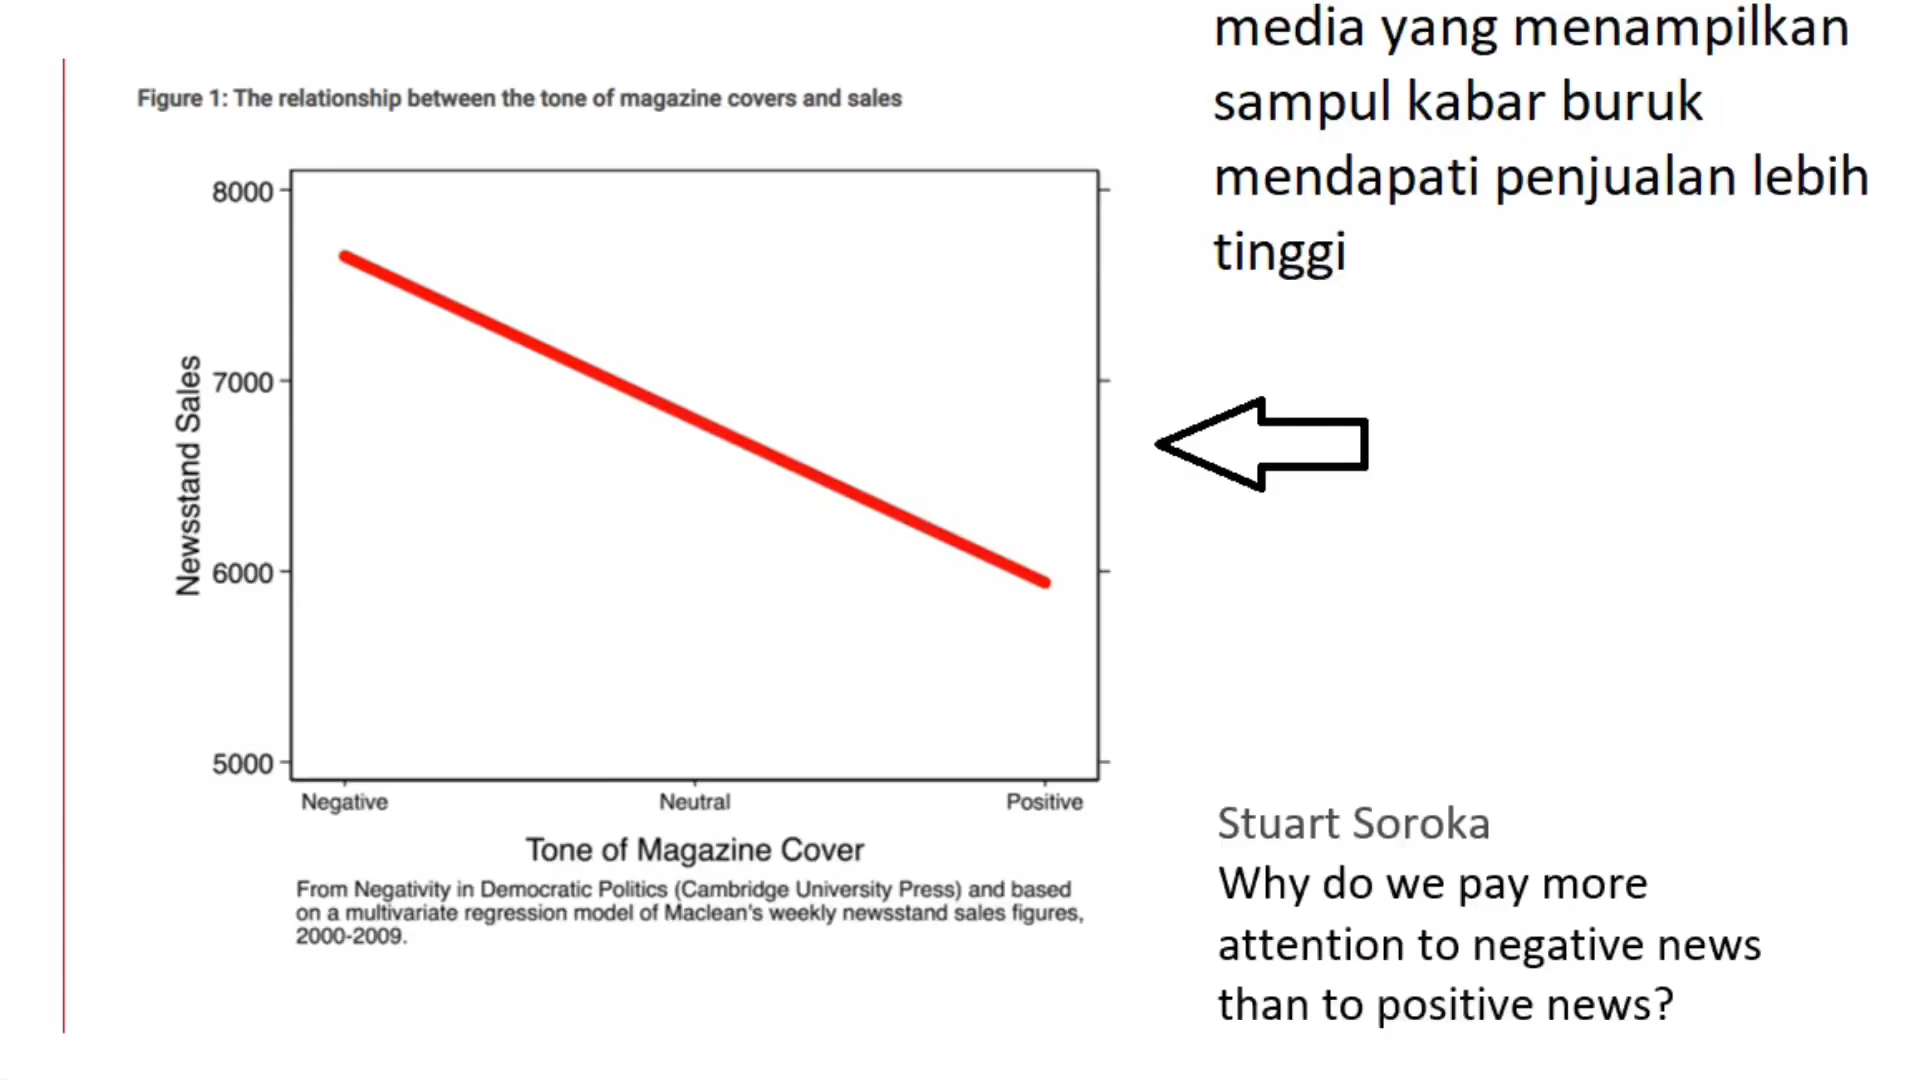 media yang menampilkan
sampul kabar buruk
mendapati penjualan lebih
tinggi
Figure 1: The relationship between the tone of magazine covers and sales
8000
7000
6000
5000
Newsstand Sales
Negative Neutral Positive
Tone of Magazine Cover
From Negativity in Democratic Politics (Cambridge University Press) and based
on a multivariate regression model of Maclean's weekly newsstand sales figures,
2000-2009.
Stuart Soroka
Why do we pay more
attention to negative news
than to positive news?